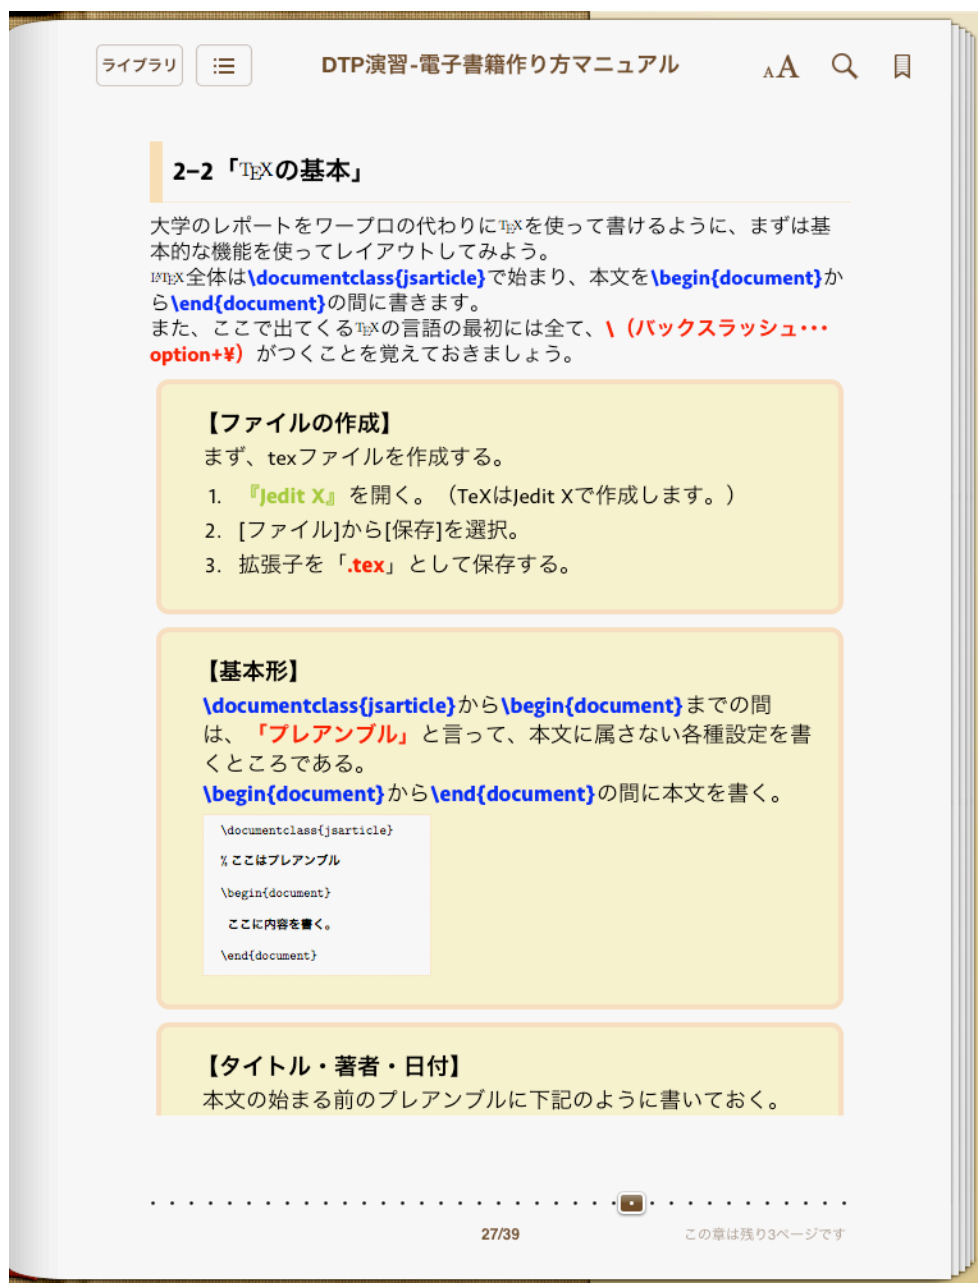 ライブラリ
DTP演習-電子書籍作り方マニュアル
AA
2-2「TEXの基本」
大学のレポートをワープロの代わりにTEXを使って書けるように、まずは基
本的な機能を使ってレイアウトしてみよう。
LATEX全体は\documentclass{jsarticle}で始まり、本文を\begin{document}か
ら\end{document}の間に書きます。
また、ここで出てくるTEXの言語の最初には全て、\（バックスラッシュ･･･
option+¥）がつくことを覚えておきましょう。
【ファイルの作成】
まず、texファイルを作成する。
1. 『Jedit X』を開く。（TeXはJedit Xで作成します。）
2. [ファイル]から[保存]を選択。
3. 拡張子を「.tex」として保存する。
【基本形】
\documentclass{jsarticle}から\begin{document}までの間
は、「プレアンブル」と言って、本文に属さない各種設定を書
くところである。
\begin{document}から\end{document}の間に本文を書く。
\documentclass{jsarticle}
% ここはプレアンブル
\begin{document}
ここに内容を書く。
\end{document}
【タイトル・著者・日付】
本文の始まる前のプレアンブルに下記のように書いておく。
27/39
この章は残り3ページです